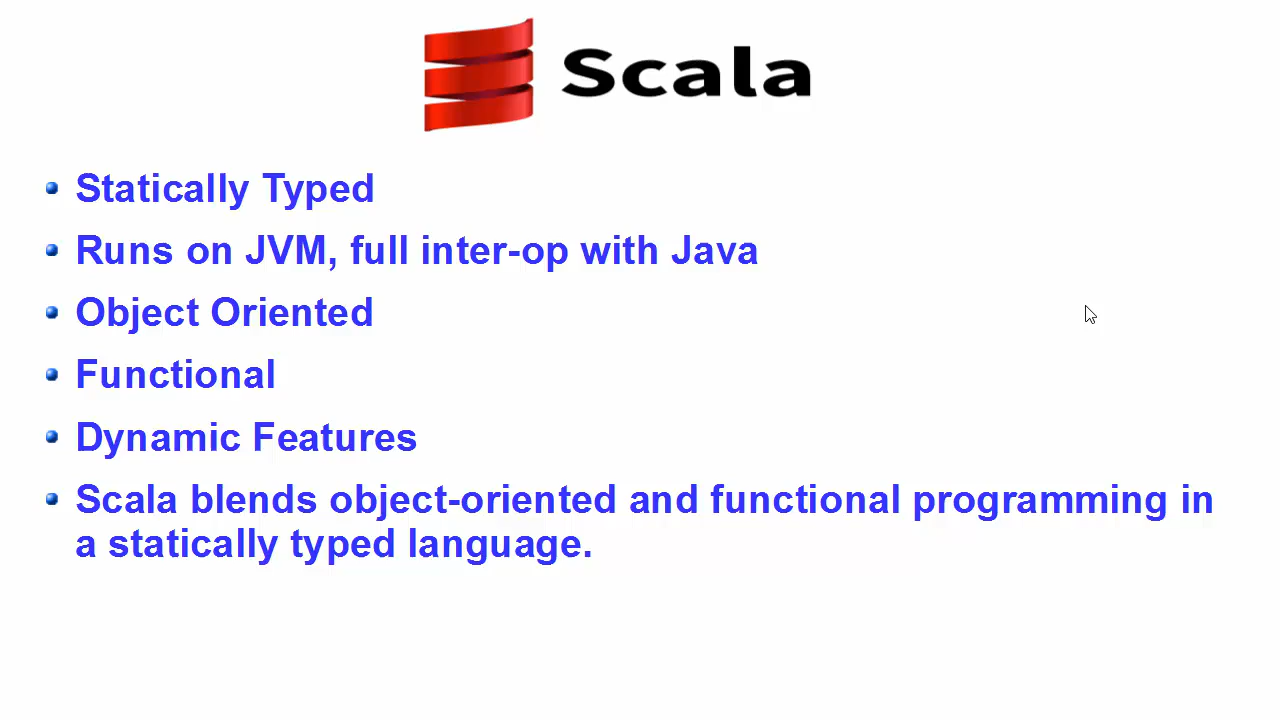 Scala
Statically Typed
Runs on JVM, full inter-op with Java
Object Oriented
Functional
Dynamic Features
Scala blends object-oriented and functional programming in
a statically typed language.